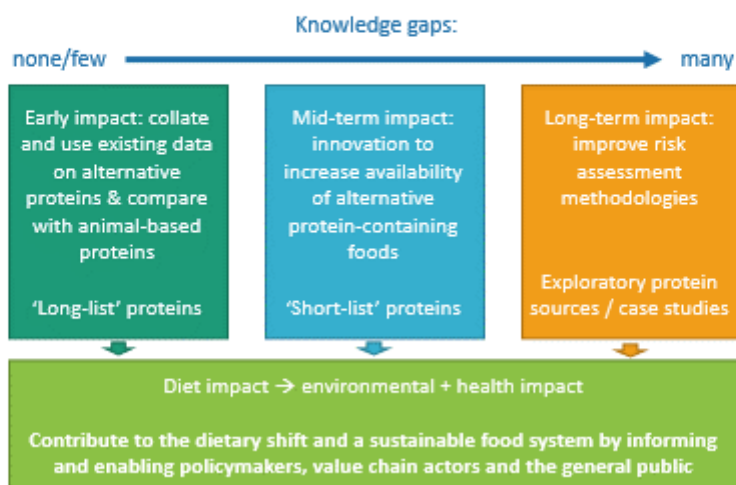 Knowledge gaps:
none/few
many
Early impact: collate
and use existing data
on alternative
proteins & compare
with animal-based
proteins
'Long-list' proteins
Mid-term impact:
innovation to
increase availability
of alternative
protein-containing
foods
'Short-list' proteins
Long-term impact:
improve risk
assessment
methodologies
Exploratory protein
sources / case studies
Diet impact → environmental + health impact
Contribute to the dietary shift and a sustainable food system by informing
and enabling policymakers, value chain actors and the general public